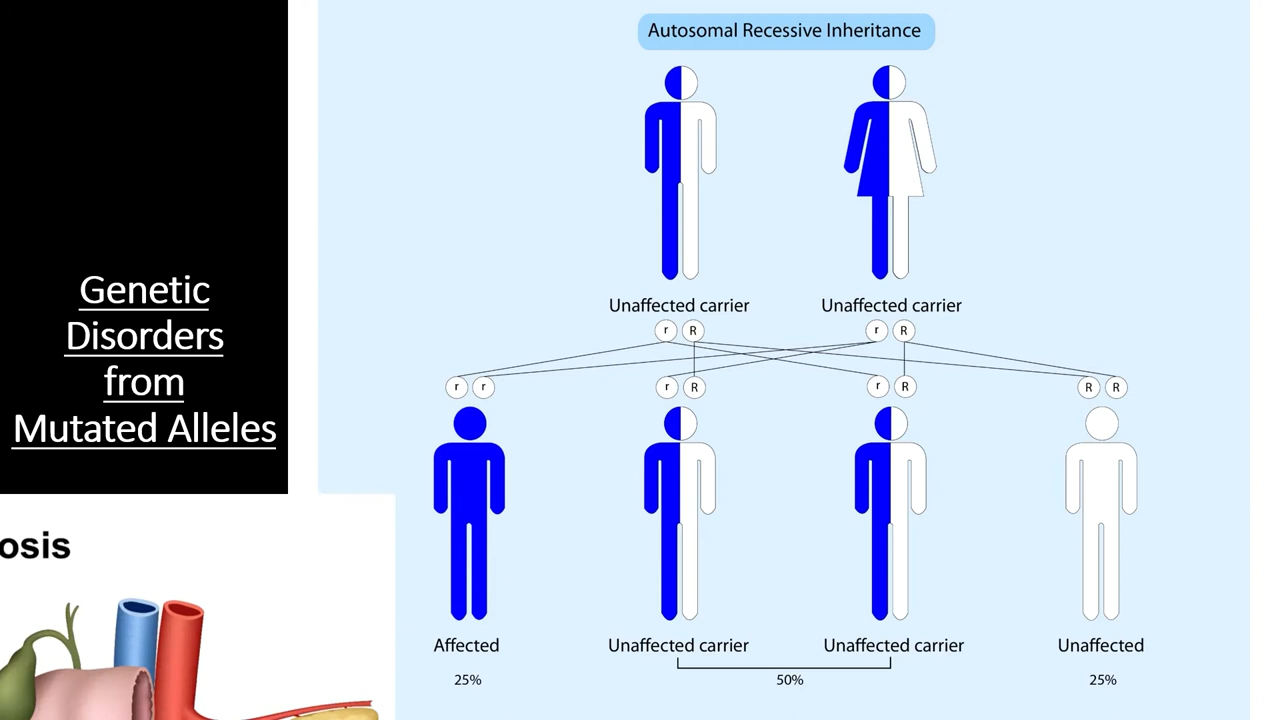 Autosomal Recessive Inheritance
Genetic
Disorders
from
Mutated Alleles
Unaffected carrier Unaffected carrier
r R r R
r r r R r R R R
osis
Affected Unaffected carrier Unaffected carrier Unaffected
25% 50% 25%